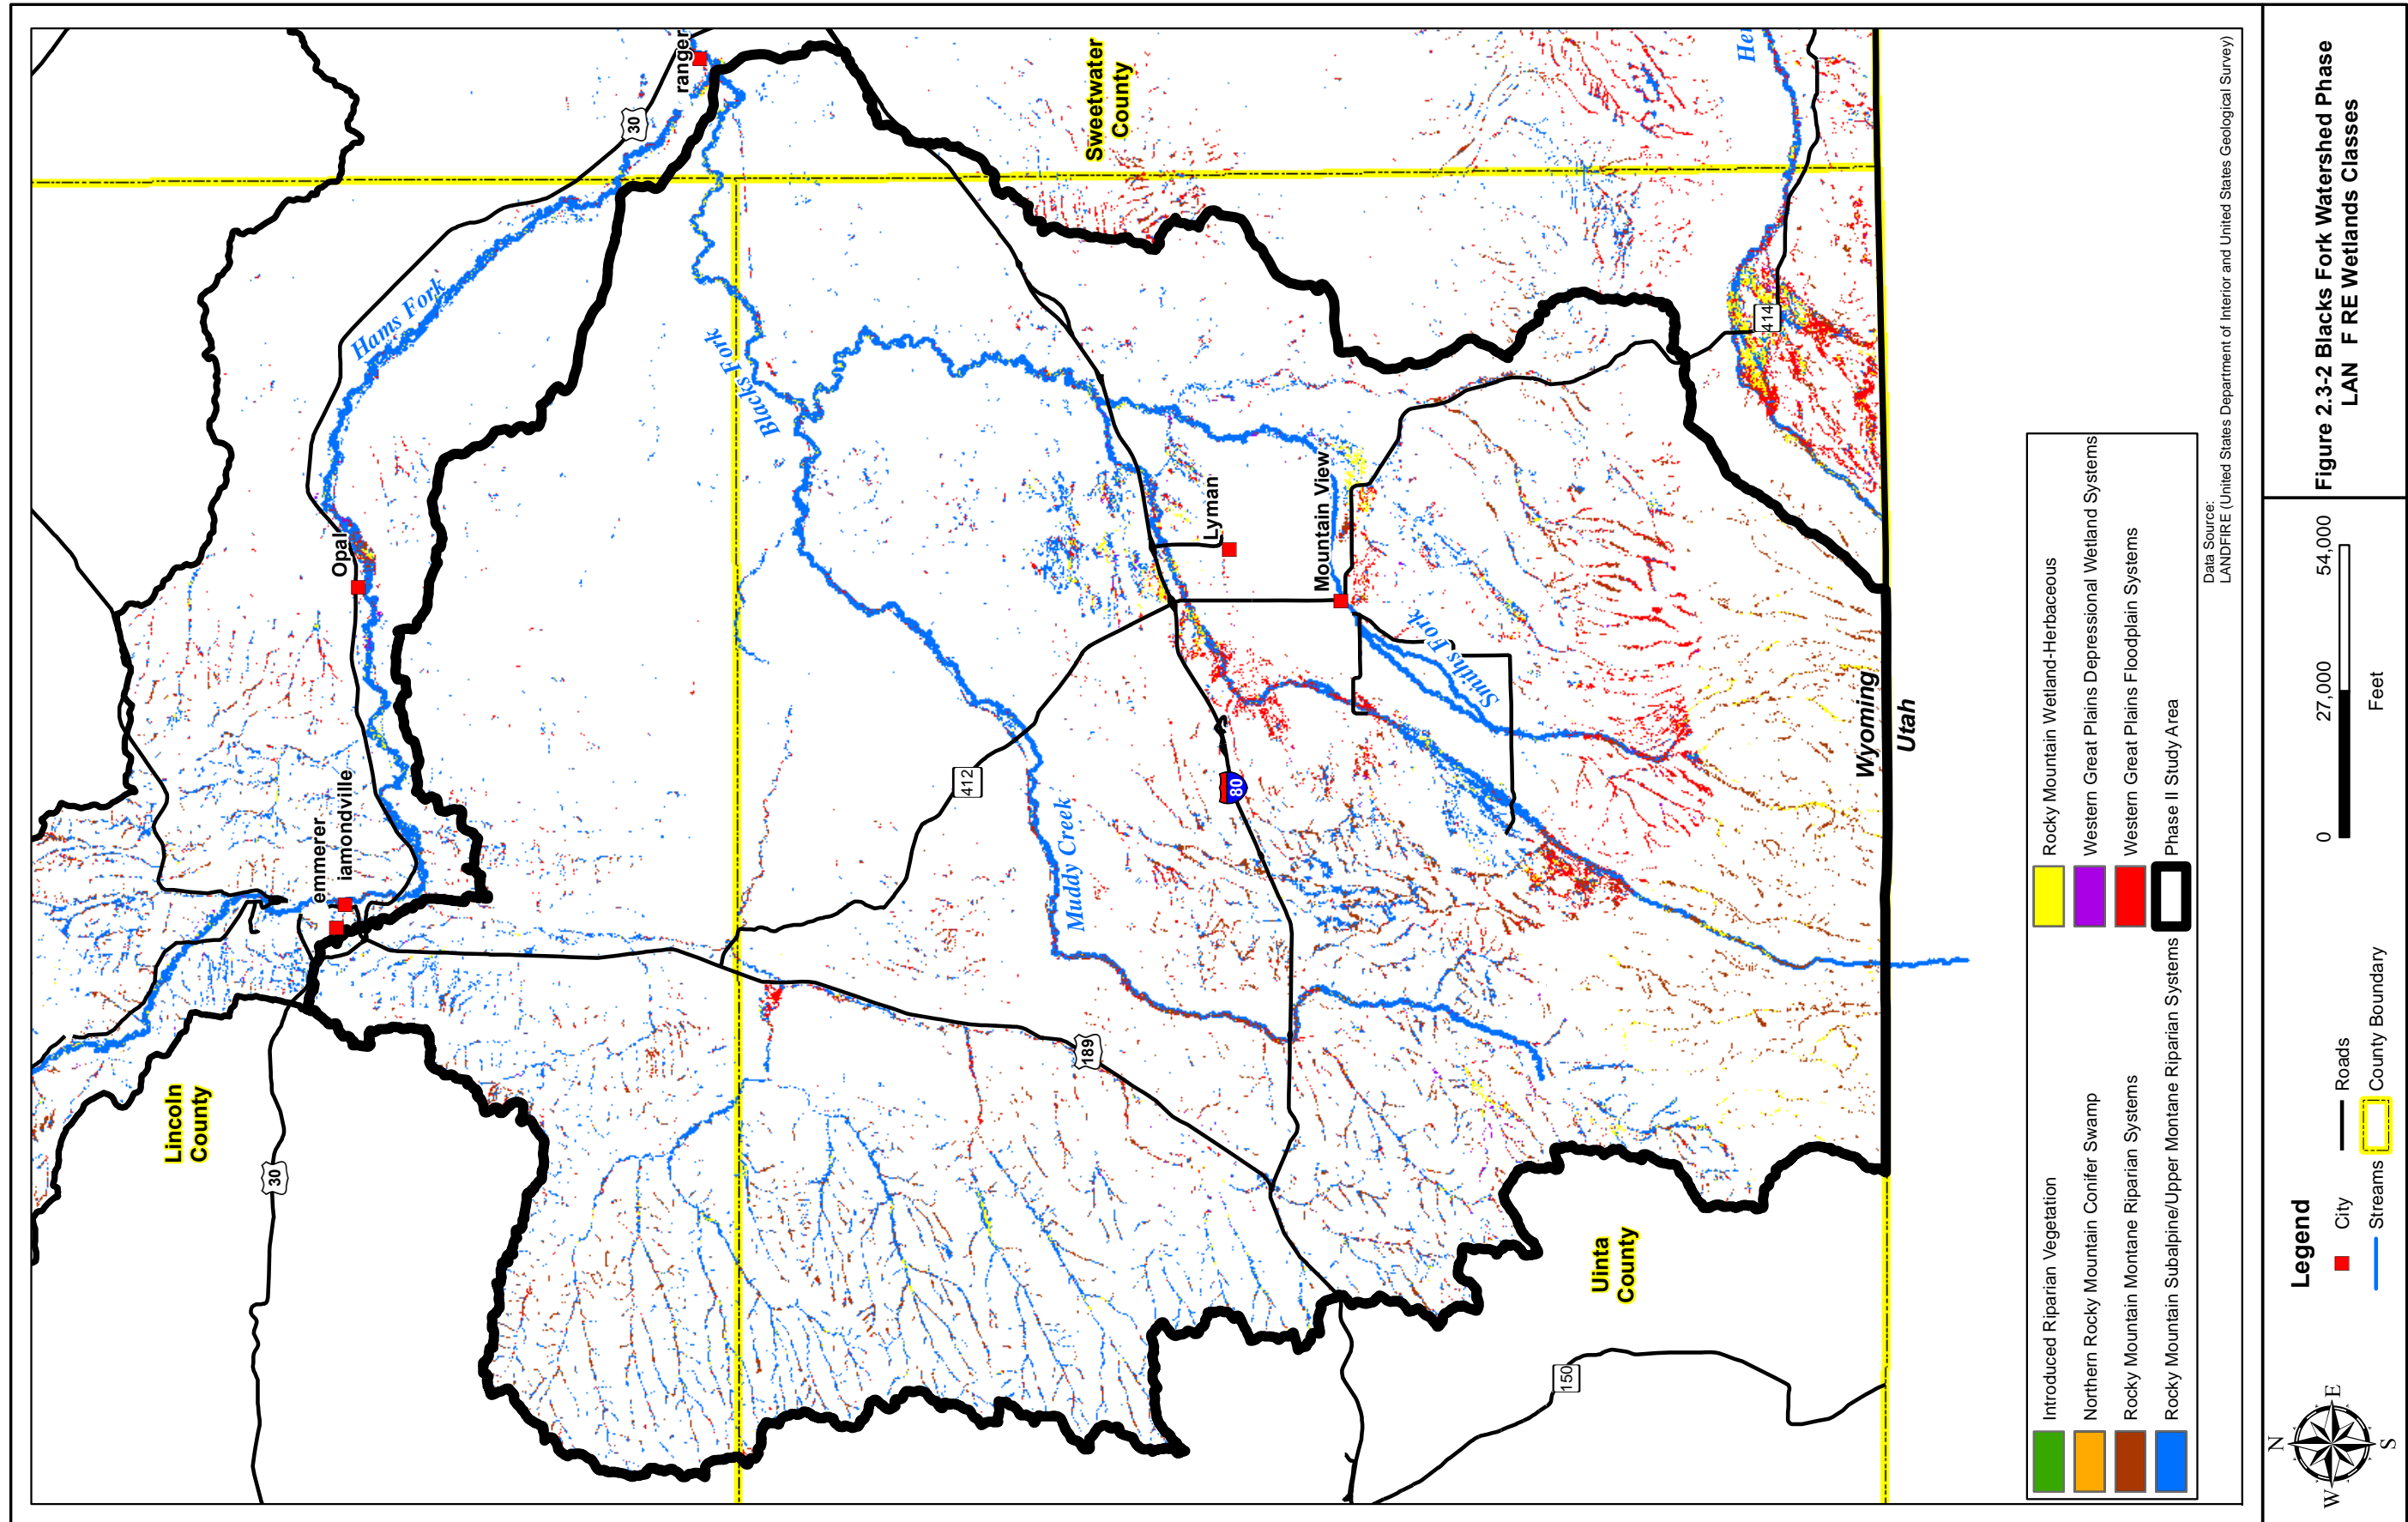 ranger
30
Sweetwater
County
Her
Hams Fork
Opal
Blacks Fork
414
Lyman
Mountain View
Smiths Fork
emmerer
iamondville
412
Muddy Creek
80
189
Lincoln
County
30
Uinta
County
150
Wyoming
Utah
Introduced Riparian Vegetation
Northern Rocky Mountain Conifer Swamp
Rocky Mountain Montane Riparian Systems
Rocky Mountain Subalpine/Upper Montane Riparian Systems
Rocky Mountain Wetland-Herbaceous
Western Great Plains Depressional Wetland Systems
Western Great Plains Floodplain Systems
Phase II Study Area
Data Source:
LANDFIRE (United States Department of Interior and United States Geological Survey)
N
W
E
S
Legend
City
Roads
Streams
County Boundary
0 27,000 54,000
Feet
Figure 2.3-2 Blacks Fork Watershed Phase
LAN F RE Wetlands Classes